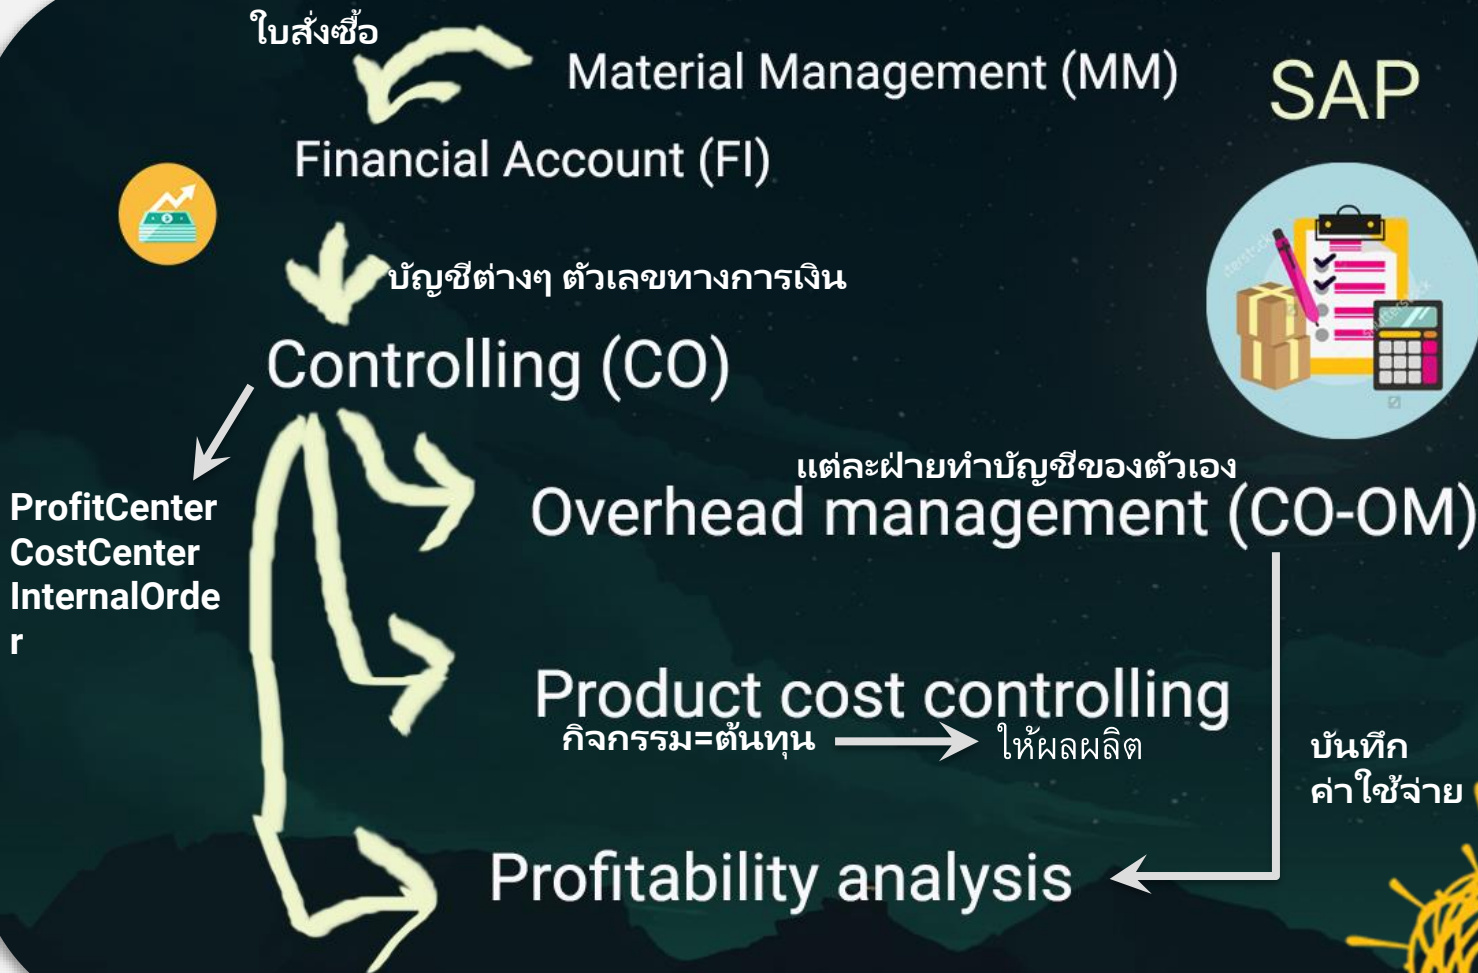 ใบสั่งซื้อ
Material Management (MM)
SAP
Financial Account (FI)
บัญชีต่างๆ ตัวเลขทางการเงิน
Controlling (CO)
แต่ละฝ่ายทำบัญชีของตัวเอง
Overhead management (CO-OM)
ProfitCenter
CostCenter
InternalOrde
r
Product cost controlling
กิจกรรม=ต้นทุน
ให้ผลผลิต
บันทึก
ค่าใช้จ่าย
Profitability analysis